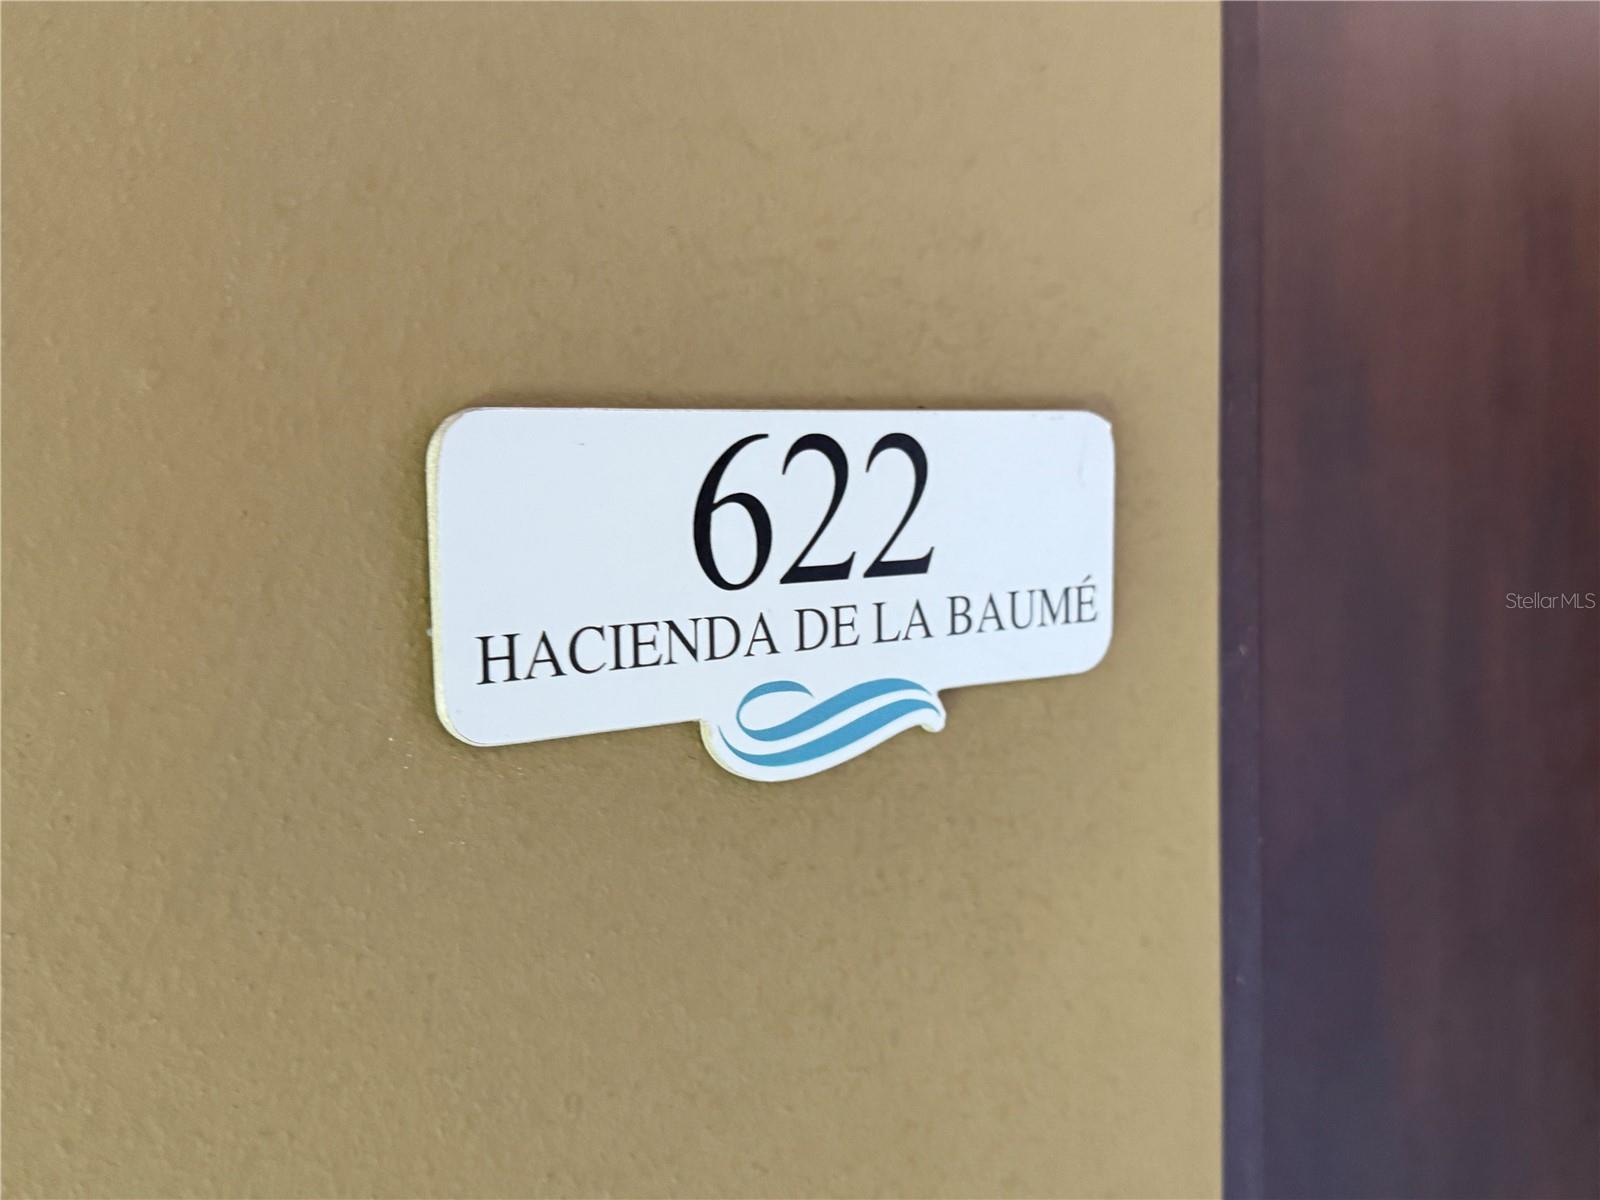 622
HACIENDA DE LA BAUMÉ
StellarMLS